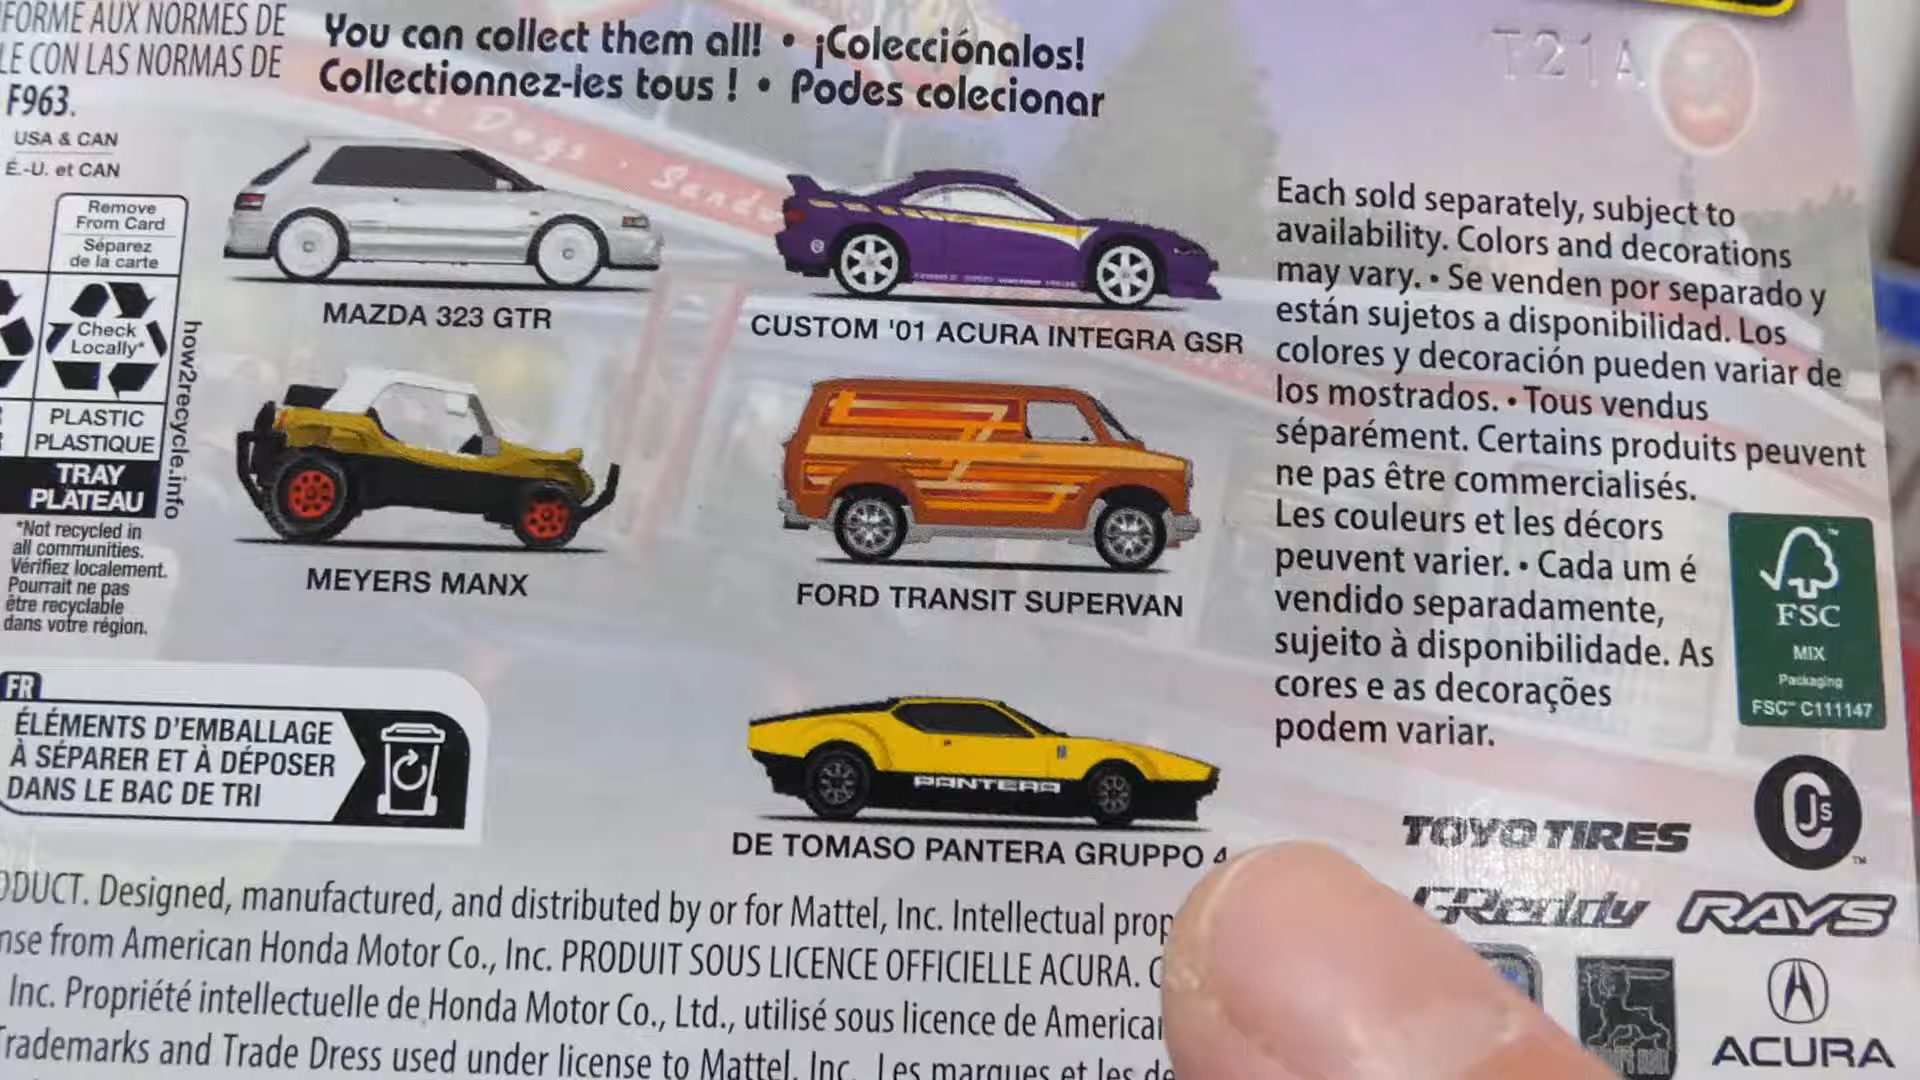 FORME AUX NORMES DE
LE CON LAS NORMAS DE
F963.
USA & CAN
É.-U. et CAN
Remove
From Card
Séparez
de la carte
Check
Locally*
PLASTIC
PLASTIQUE
TRAY
PLATEAU
how2recycle.info
*Not recycled in
all communities.
Vérifiez localement.
Pourrait ne pas
être recyclable
dans votre région.
FR
ÉLÉMENTS D'EMBALLAGE
À SÉPARER ET À DÉPOSER
DANS LE BAC DE TRI
You can collect them all! • ¡Coleccíónalos!
Collectionnez-les tous ! • Podes colecionar
T21A
MAZDA 323 GTR
CUSTOM '01 ACURA INTEGRA GSR
MEYERS MANX
FORD TRANSIT SUPERVAN
PANTERA
DE TOMASO PANTERA GRUPPO 4
Each sold separately, subject to
availability. Colors and decorations
may vary. • Se venden por separado y
están sujetos a disponibilidad. Los
colores y decoración pueden variar de
los mostrados. • Tous vendus
séparément. Certains produits peuvent
ne pas être commercialisés.
Les couleurs et les décors
peuvent varier. • Cada um é
vendido separadamente,
sujeito à disponibilidade. As
cores e as decorações
podem variar.
FSC
MIX
Packaging
FSC™ C111147
TOYO TIRES
CJs
GReddy
RAYS
ACURA
ODUCT. Designed, manufactured, and distributed by or for Mattel, Inc. Intellectual prop
nse from American Honda Motor Co., Inc. PRODUIT SOUS LICENCE OFFICIELLE ACURA. C
Inc. Propriété intellectuelle de Honda Motor Co., Ltd., utilisé sous licence de America
Trademarks and Trade Dress used under license to Mattel, Inc. Les marques et les de